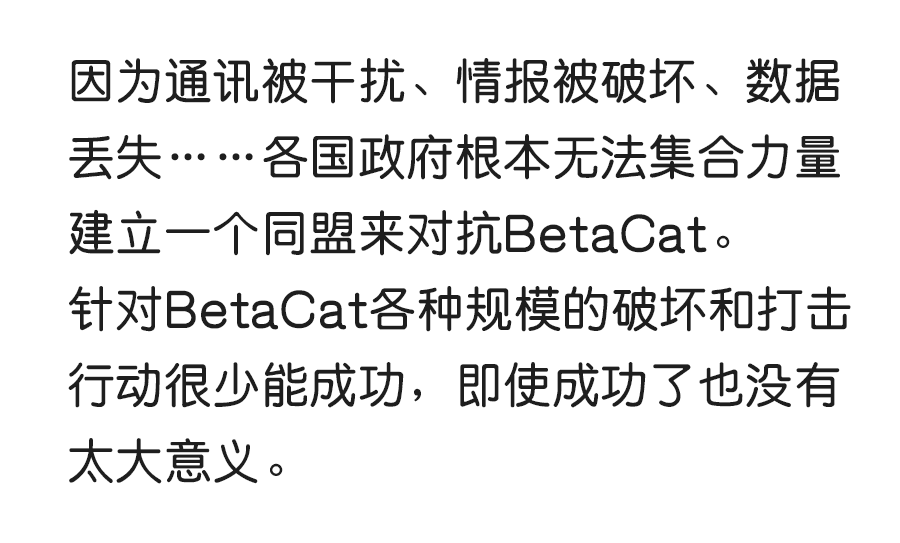 因为通讯被干扰、情报被破坏、数据
丢失……各国政府根本无法集合力量
建立一个同盟来对抗BetaCat。
针对BetaCat各种规模的破坏和打击
行动很少能成功，即使成功了也没有
太大意义。